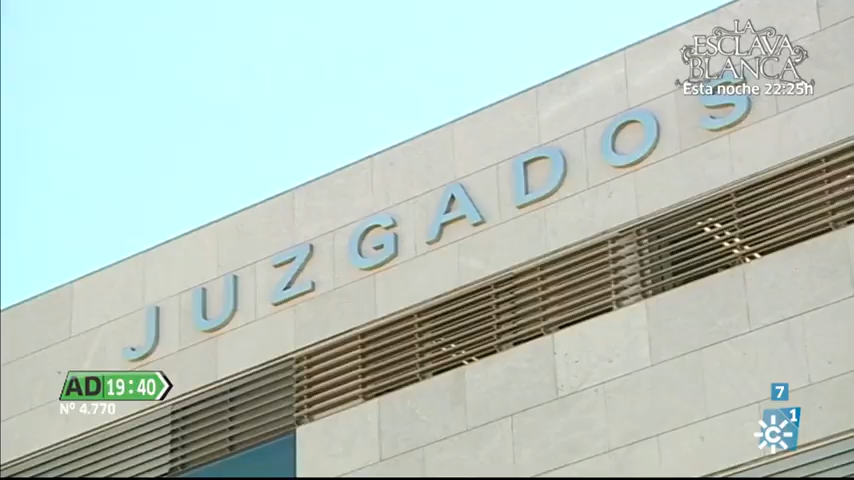 LA
ESCLAVA
BLANCA
Esta noche 22:25h
JUZGADOS
AD 19:40
Nº 4.770
7
1